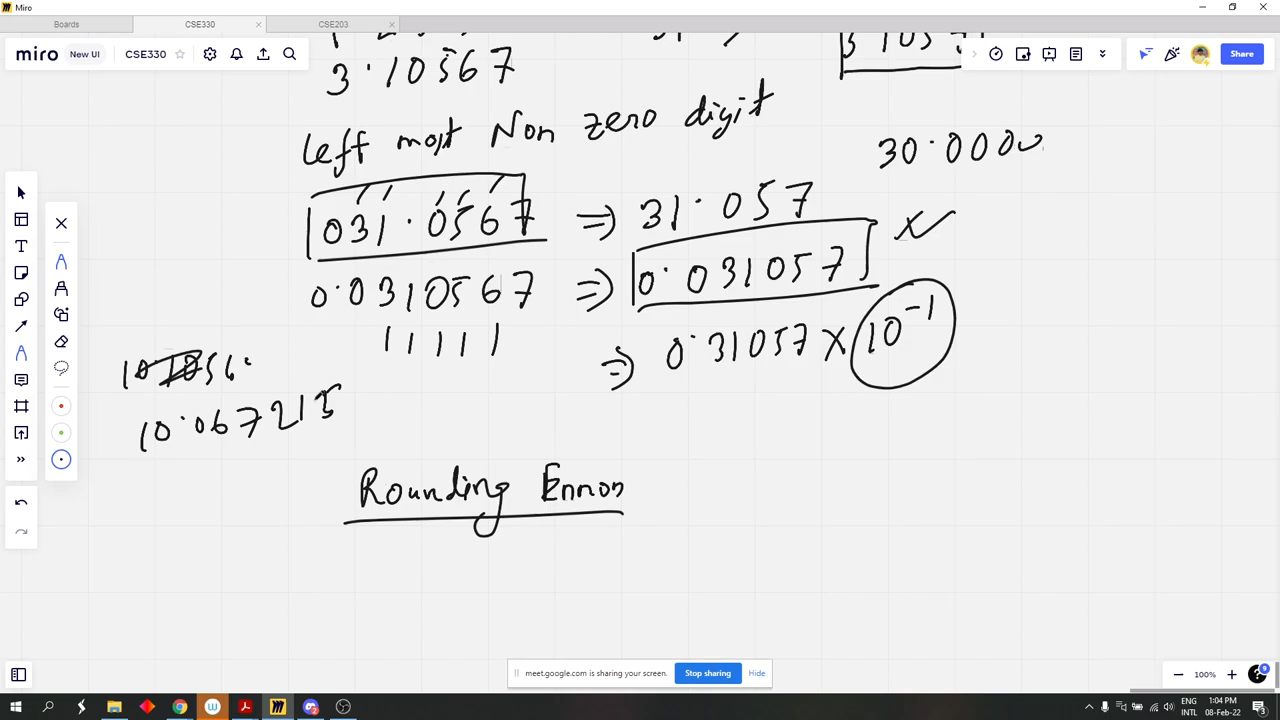 Miro
Boards
CSE330
CSE203
miro
New UI
CSE330
Share
3.10567
Left most Non zero digit
30.0000
031.0567 => 31.057
0.0310567 => 0.031057
=> 0.31057 X 10-1
10.067215
Rounding Error
meet.google.com is sharing your screen.
Stop sharing
Hide
100%
9
ENG
INTL
1:04 PM
08-Feb-22
3